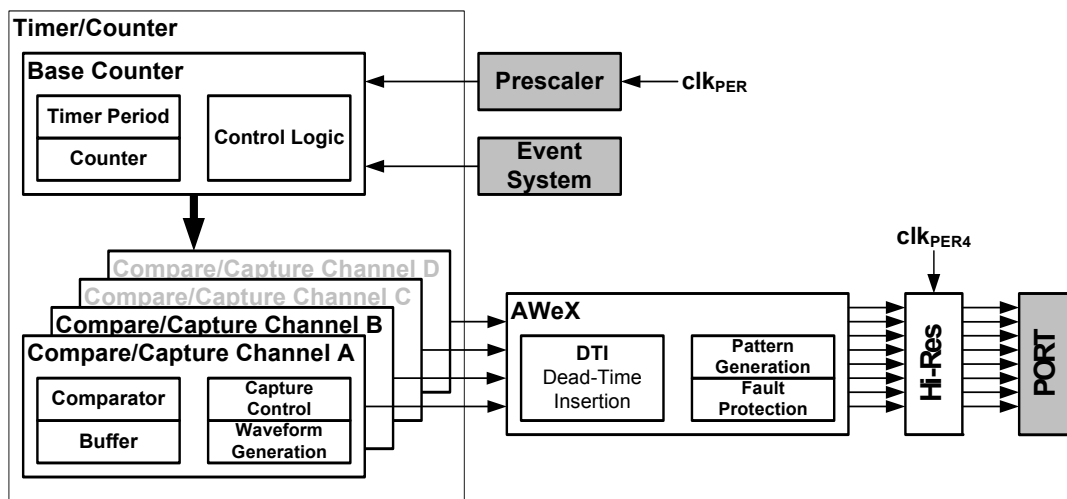 Timer/Counter
Base Counter
Timer Period
Counter
Control Logic
Prescaler
clkPER
Event
System
Compare/Capture Channel D
Compare/Capture Channel C
Compare/Capture Channel B
Compare/Capture Channel A
Comparator
Buffer
Capture
Control
Waveform
Generation
AWeX
DTI
Dead-Time
Insertion
Pattern
Generation
Fault
Protection
clkPER4
Hi-Res
PORT